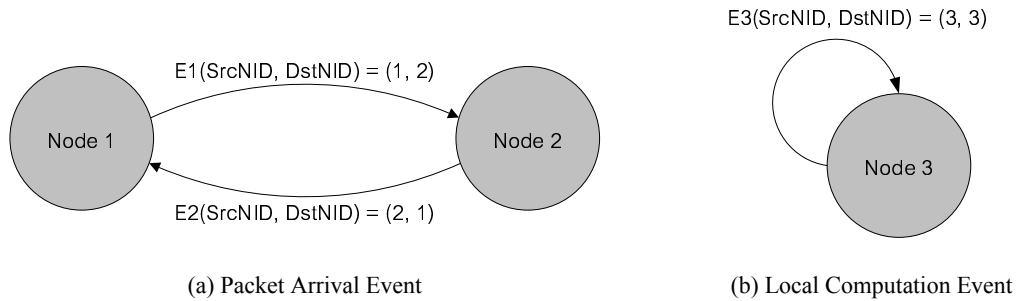 E3(SrcNID, DstNID) = (3, 3)
E1(SrcNID, DstNID) = (1, 2)
Node 1
Node 2
Node 3
E2(SrcNID, DstNID) = (2, 1)
(a) Packet Arrival Event
(b) Local Computation Event